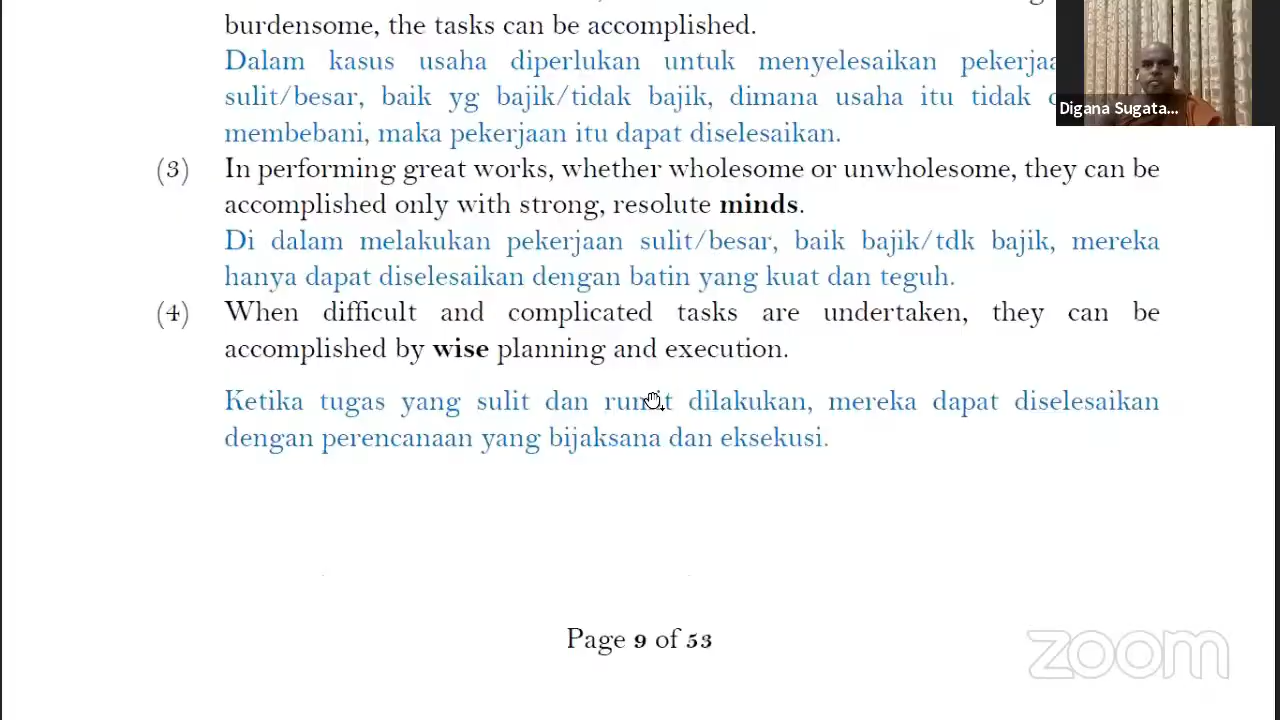 burdensome, the tasks can be accomplished.
Dalam kasus usaha diperlukan untuk menyelesaikan
sulit/besar, baik yg bajik/tidak bajik, dimana usaha itu tidak
membebani, maka pekerjaan itu dapat diselesaikan.
(3) In performing great works, whether wholesome or unwholesome, they can be
accomplished only with strong, resolute minds.
Di dalam melakukan pekerjaan sulit/besar, baik bajik/tdk bajik, mereka
hanya dapat diselesaikan dengan batin yang kuat dan teguh.
(4) When difficult and complicated tasks are undertaken, they can be
accomplished by wise planning and execution.
Ketika tugas yang sulit dan dilakukan, mereka dapat diselesaikan
dengan perencanaan yang bijaksana dan eksekusi.
Page 9 of 53
Digana Sugata...
zoom